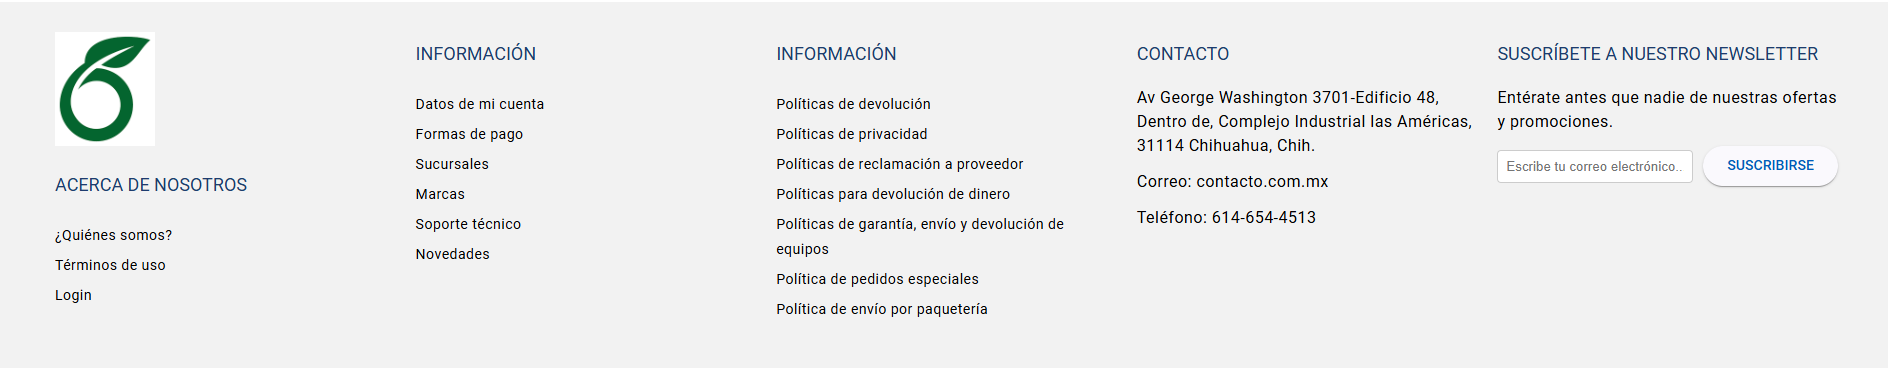 ACERCA DE NOSOTROS
¿Quiénes somos?
Términos de uso
Login
INFORMACIÓN
Datos de mi cuenta
Formas de pago
Sucursales
Marcas
Soporte técnico
Novedades
INFORMACIÓN
Políticas de devolución
Políticas de privacidad
Políticas de reclamación a proveedor
Políticas para devolución de dinero
Políticas de garantía, envío y devolución de
equipos
Política de pedidos especiales
Política de envío por paquetería
CONTACTO
Av George Washington 3701-Edificio 48,
Dentro de, Complejo Industrial las Américas,
31114 Chihuahua, Chih.
Correo: contacto.com.mx
Teléfono: 614-654-4513
SUSCRÍBETE A NUESTRO NEWSLETTER
Entérate antes que nadie de nuestras ofertas
y promociones.
Escribe tu correo electrónico..
SUSCRIBIRSE